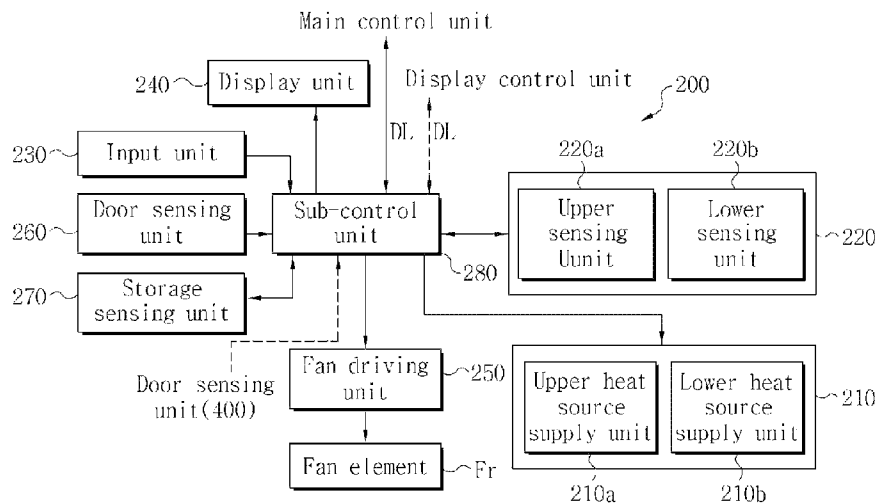 Main control unit
240
Display unit
Display control unit
200
DL
DL
230
Input unit
220a
220b
260
Door sensing
unit
Sub-control
unit
280
Upper
sensing
Uunit
Lower
sensing
unit
220
270
Storage
sensing unit
Door sensing
unit(400)
Fan driving
unit
250
Upper heat
source
supply unit
Lower heat
source
supply unit
210
Fan element
Fr
210a
210b